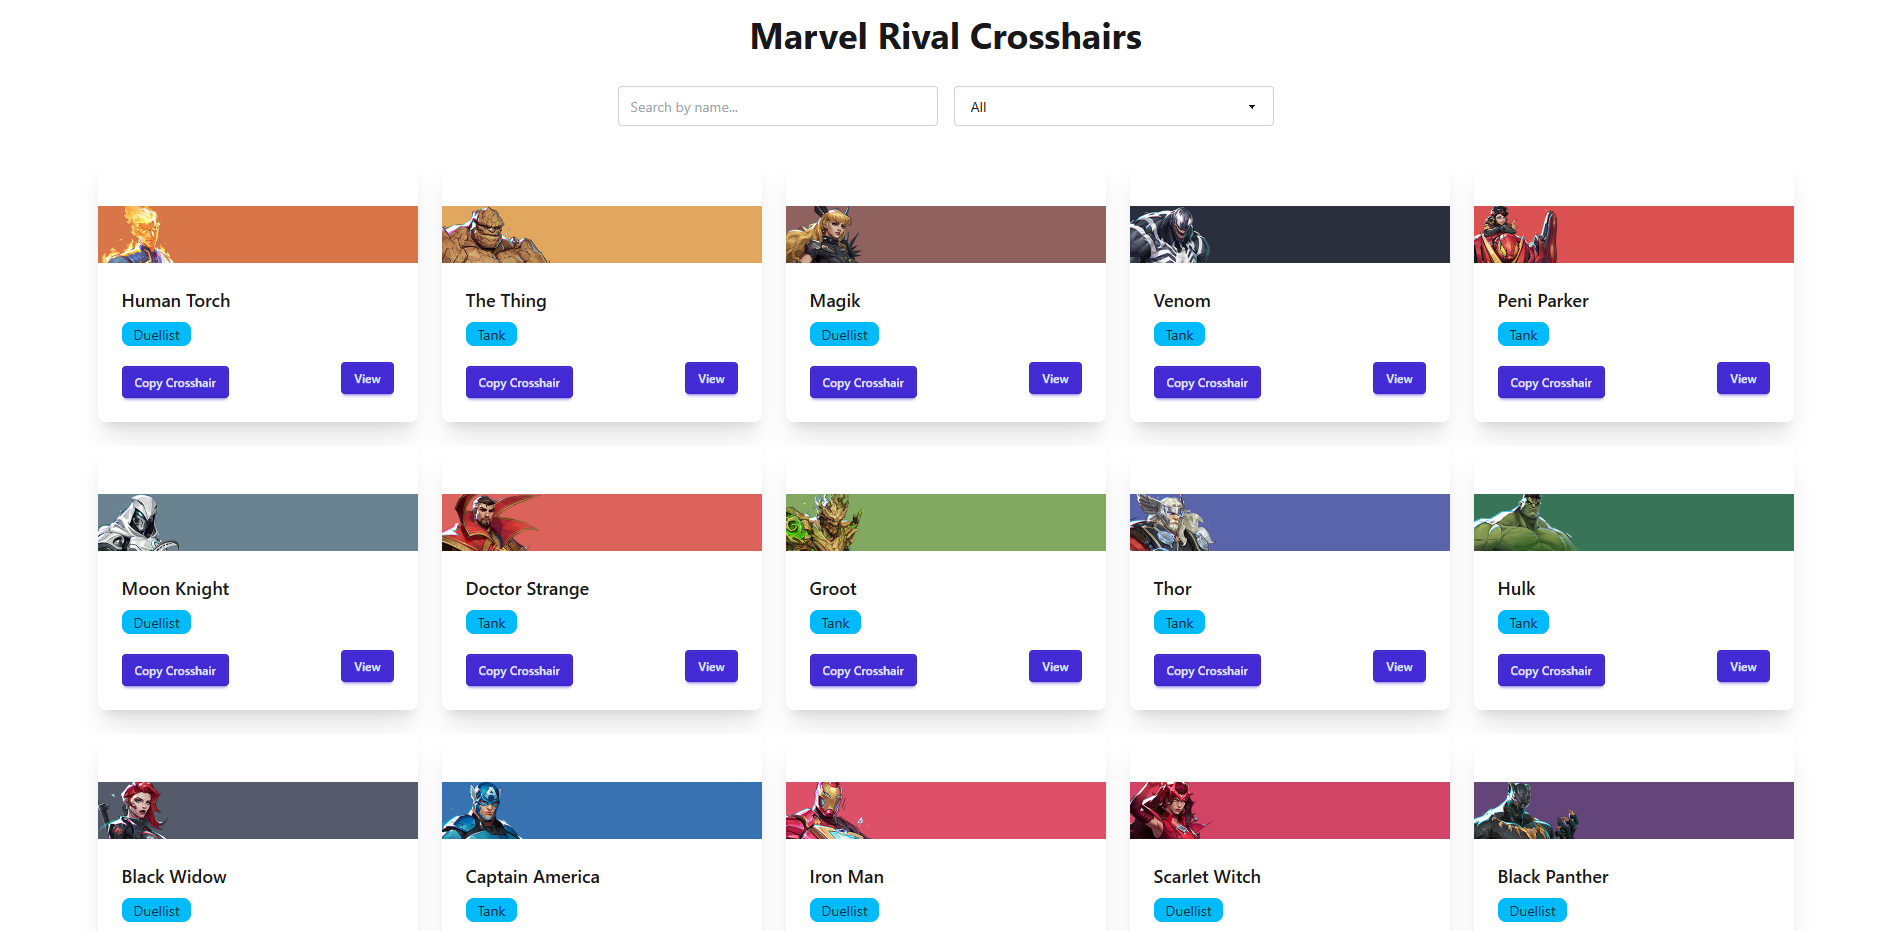 Marvel Rival Crosshairs
Search by name...
All
Human Torch
The Thing
Magik
Venom
Peni Parker
Duellist
Tank
Duellist
Tank
Tank
Copy Crosshair
View
Copy Crosshair
View
Copy Crosshair
View
Copy Crosshair
View
Copy Crosshair
View
Moon Knight
Doctor Strange
Groot
Thor
Hulk
Duellist
Tank
Tank
Tank
Tank
Copy Crosshair
View
Copy Crosshair
View
Copy Crosshair
View
Copy Crosshair
View
Copy Crosshair
View
Black Widow
Captain America
Iron Man
Scarlet Witch
Black Panther
Duellist
Tank
Duellist
Duellist
Duellist